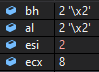 bh 2 '\x2'
al 2 '\x2'
esi 2
ecx 8